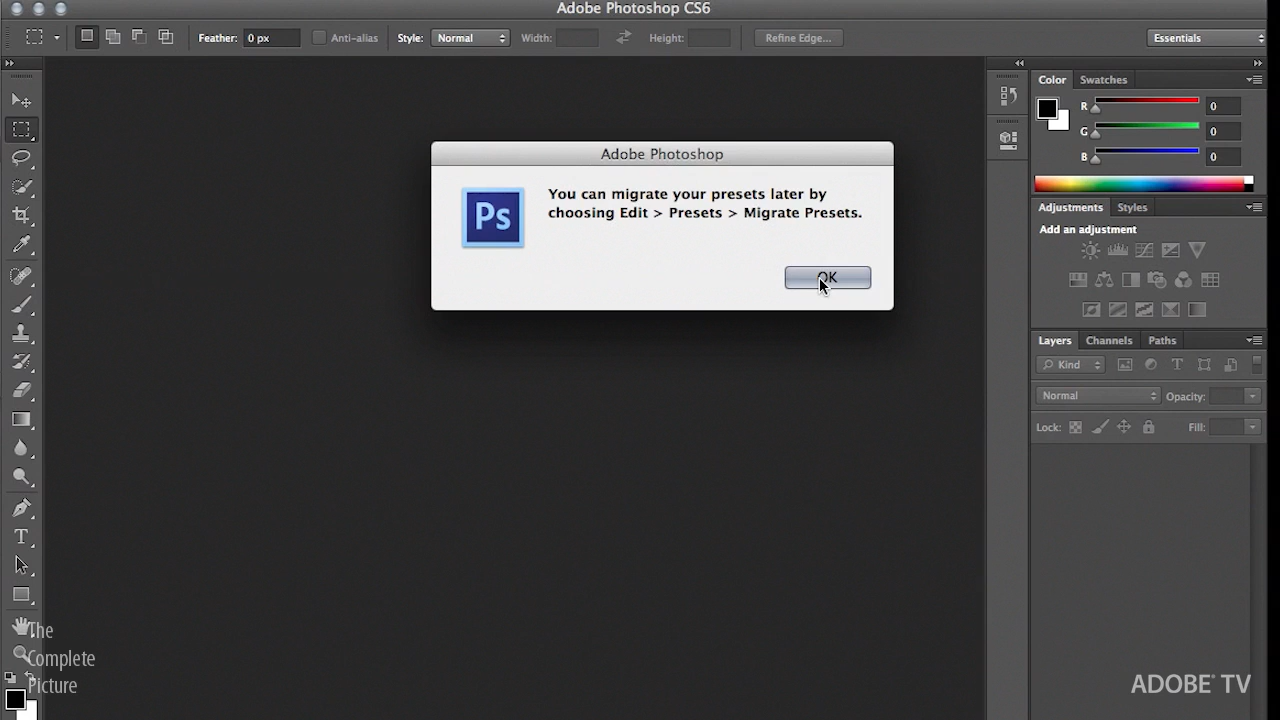 Adobe Photoshop CS6
Feather: 0 px Anti-alias Style: Normal Width: Height: Refine Edge... Essentials
Color Swatches
R 0
G 0
B 0
Adobe Photoshop
Ps
You can migrate your presets later by
choosing Edit > Presets > Migrate Presets.
OK
Adjustments Styles
Add an adjustment
Layers Channels Paths
Kind T
Normal Opacity:
Lock: Fill:
T
The
Complete
Picture
ADOBE® TV